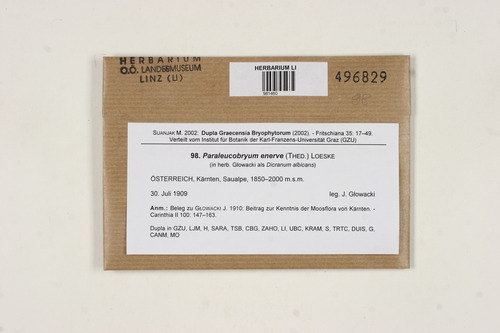 HERBARIUM
O.Ö. LANDESMUSEUM
LINZ (LI)
HERBARIUM LI
981460
496829
98
SUANJAK M. 2002: Dupla Graecensia Bryophytorum (2002). - Fritschiana 35: 17–49.
Verteilt vom Institut für Botanik der Karl-Franzens-Universität Graz (GZU)
98. Paraleucobryum enerve (THED.) LOESKE
(in herb. Glowacki als Dicranum albicans)
ÖSTERREICH, Kärnten, Saualpe, 1850–2000 m.s.m.
30. Juli 1909
leg. J. Glowacki
Anm.: Beleg zu GLOWACKI J. 1910: Beitrag zur Kenntnis der Moosflora von Kärnten. -
Carinthia II 100: 147–163.
Dupla in GZU, LJM, H, SARA, TSB, CBG, ZAHO, LI, UBC, KRAM, S, TRTC, DUIS, G,
CANM, MO